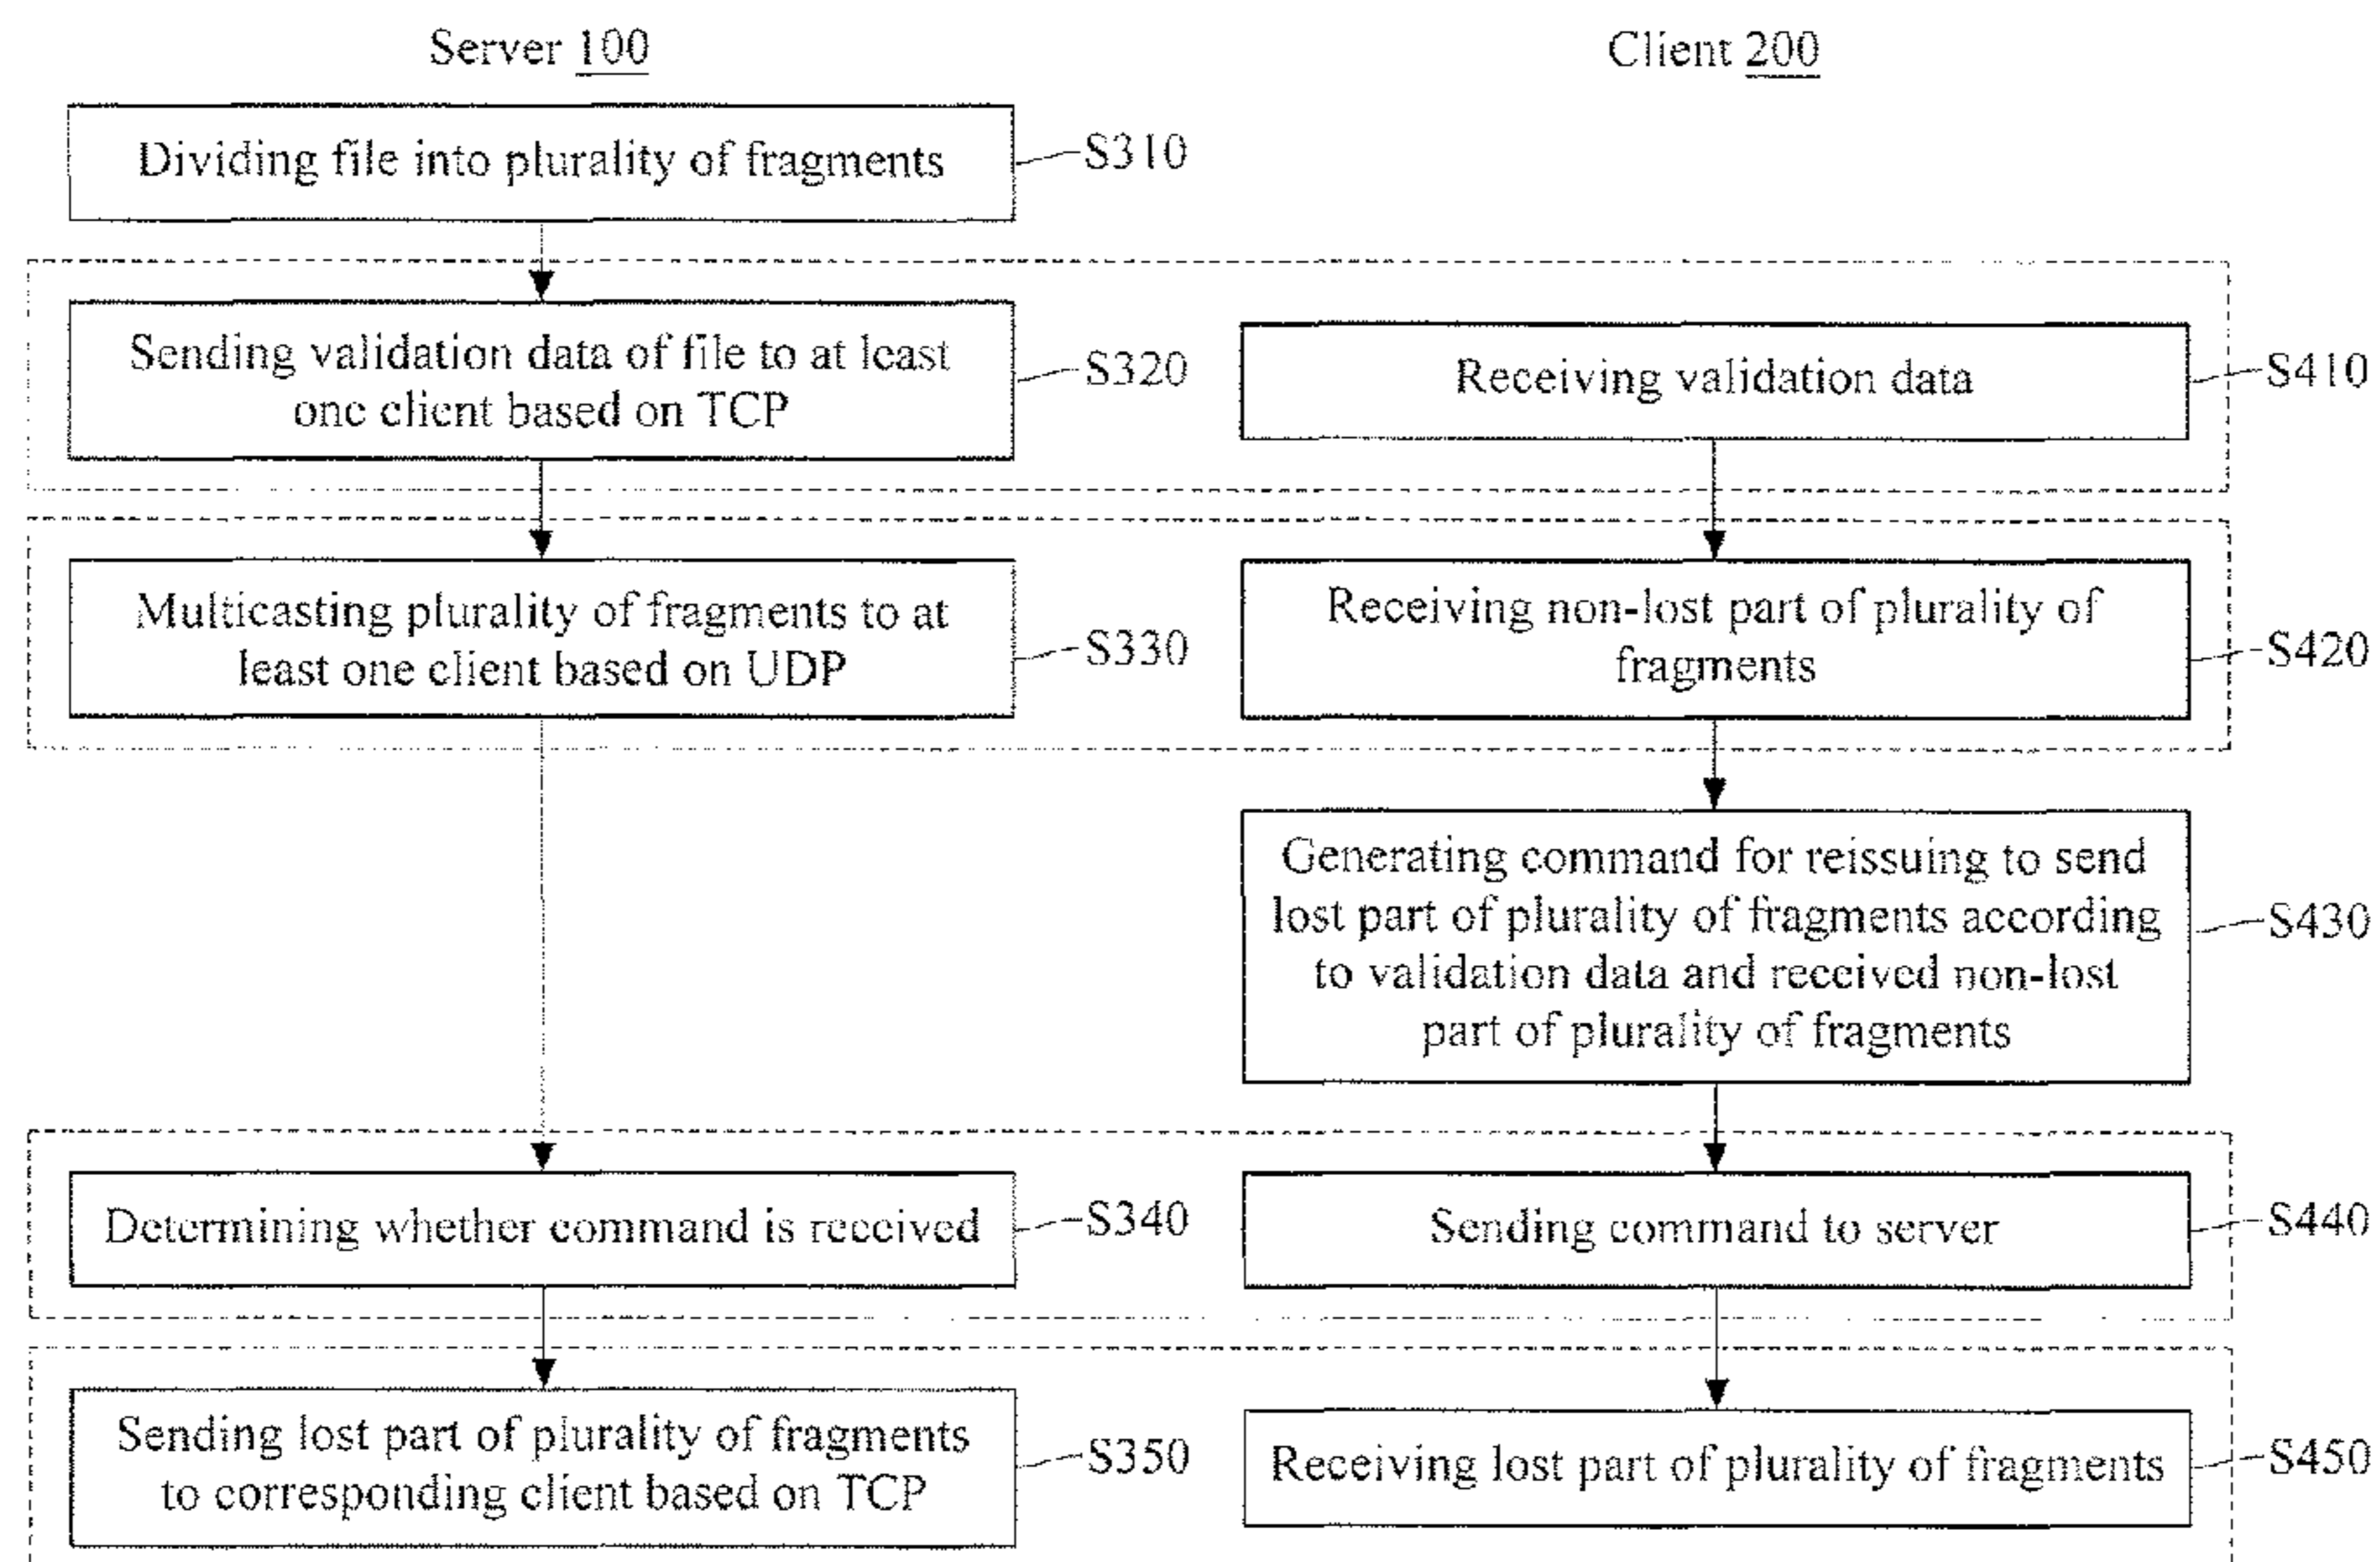 Server 100
Client 200
Dividing file into plurality of fragments
S310
Sending validation data of file to at least
one client based on TCP
S320
Receiving validation data
S410
Multicasting plurality of fragments to at
least one client based on UDP
S330
Receiving non-lost part of plurality of
fragments
S420
Generating command for reissuing to send
lost part of plurality of fragments according
to validation data and received non-lost
part of plurality of fragments
S430
Determining whether command is received
S340
Sending command to server
S440
Sending lost part of plurality of fragments
to corresponding client based on TCP
S350
Receiving lost part of plurality of fragments
S450